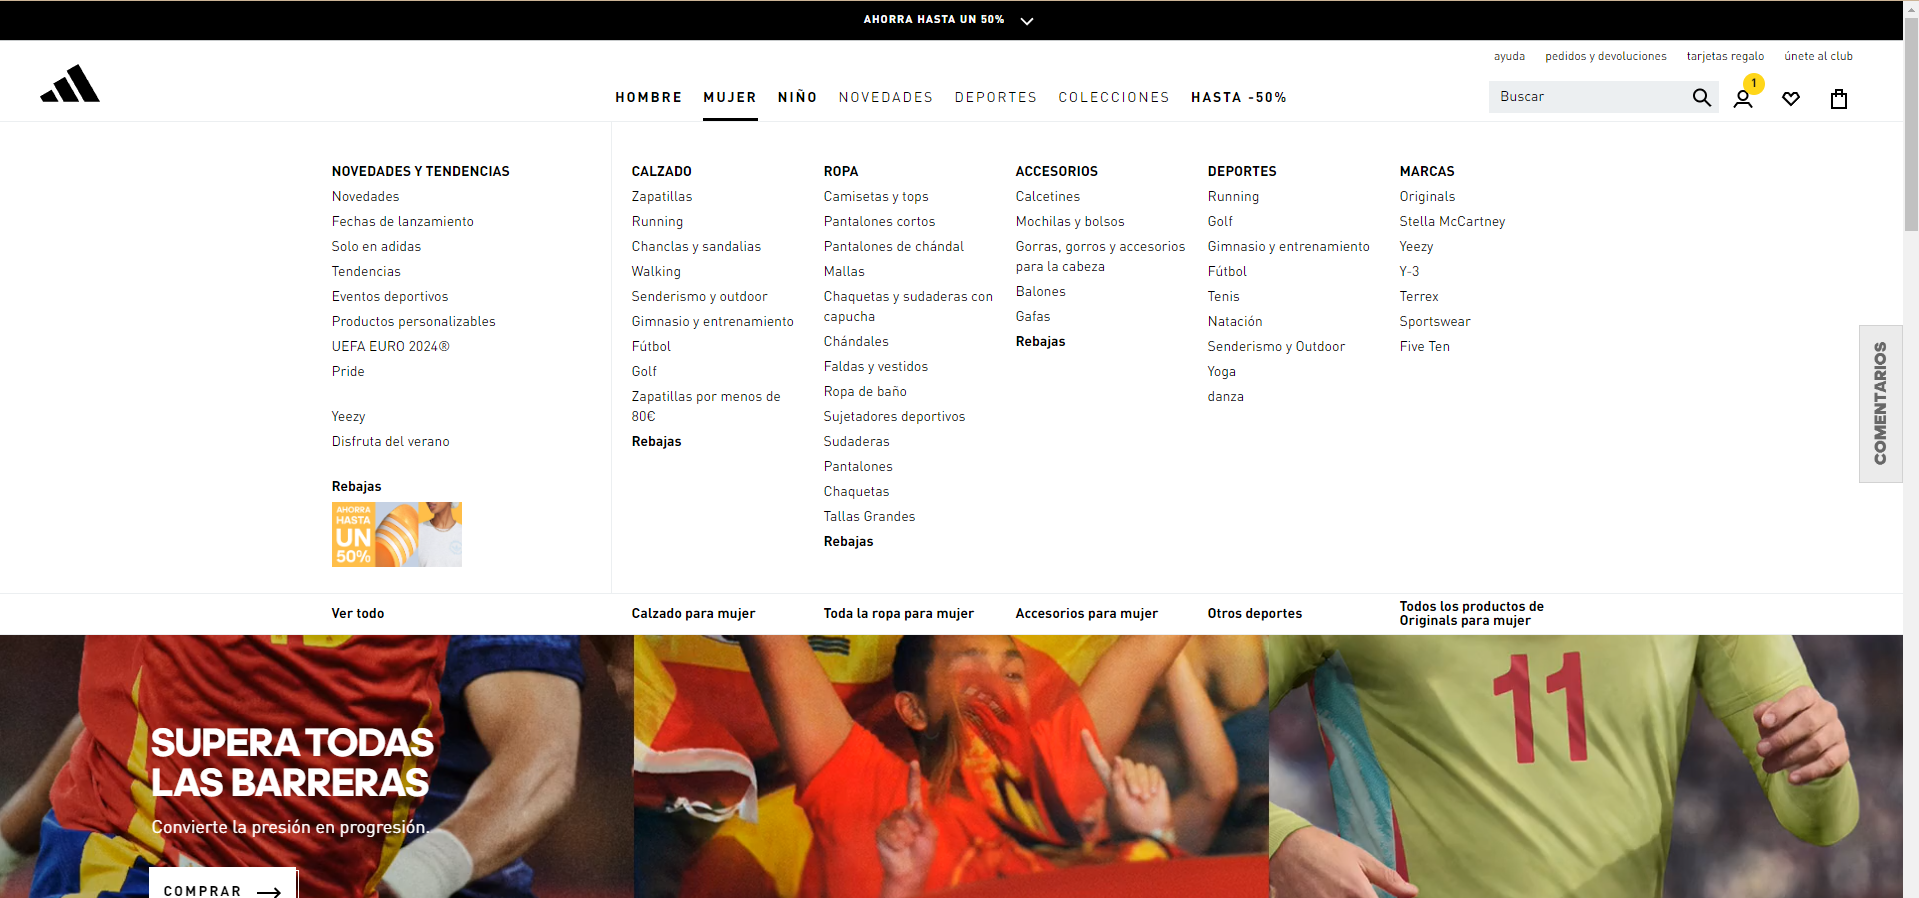 AHORRA HASTA UN 50%
ayuda pedidos y devoluciones tarjetas regalo únete al club
HOMBRE MUJER NIÑO NOVEDADES DEPORTES COLECCIONES HASTA -50%
Buscar
1
NOVEDADES Y TENDENCIAS
Novedades
Fechas de lanzamiento
Solo en adidas
Tendencias
Eventos deportivos
Productos personalizables
UEFA EURO 2024®
Pride
Yeezy
Disfruta del verano
Rebajas
AHORRA
HASTA
UN
50%
Ver todo
CALZADO
Zapatillas
Running
Chanclas y sandalias
Walking
Senderismo y outdoor
Gimnasio y entrenamiento
Fútbol
Golf
Zapatillas por menos de
80€
Rebajas
Calzado para mujer
ROPA
Camisetas y tops
Pantalones cortos
Pantalones de chándal
Mallas
Chaquetas y sudaderas con
capucha
Chándales
Faldas y vestidos
Ropa de baño
Sujetadores deportivos
Sudaderas
Pantalones
Chaquetas
Tallas Grandes
Rebajas
Toda la ropa para mujer
ACCESORIOS
Calcetines
Mochilas y bolsos
Gorras, gorros y accesorios
para la cabeza
Balones
Gafas
Rebajas
Accesorios para mujer
DEPORTES
Running
Golf
Gimnasio y entrenamiento
Fútbol
Tenis
Natación
Senderismo y Outdoor
Yoga
danza
Otros deportes
MARCAS
Originals
Stella McCartney
Yeezy
Y-3
Terrex
Sportswear
Five Ten
Todos los productos de
Originals para mujer
COMENTARIOS
SUPERA TODAS
LAS BARRERAS
Convierte la presión en progresión.
COMPRAR
11